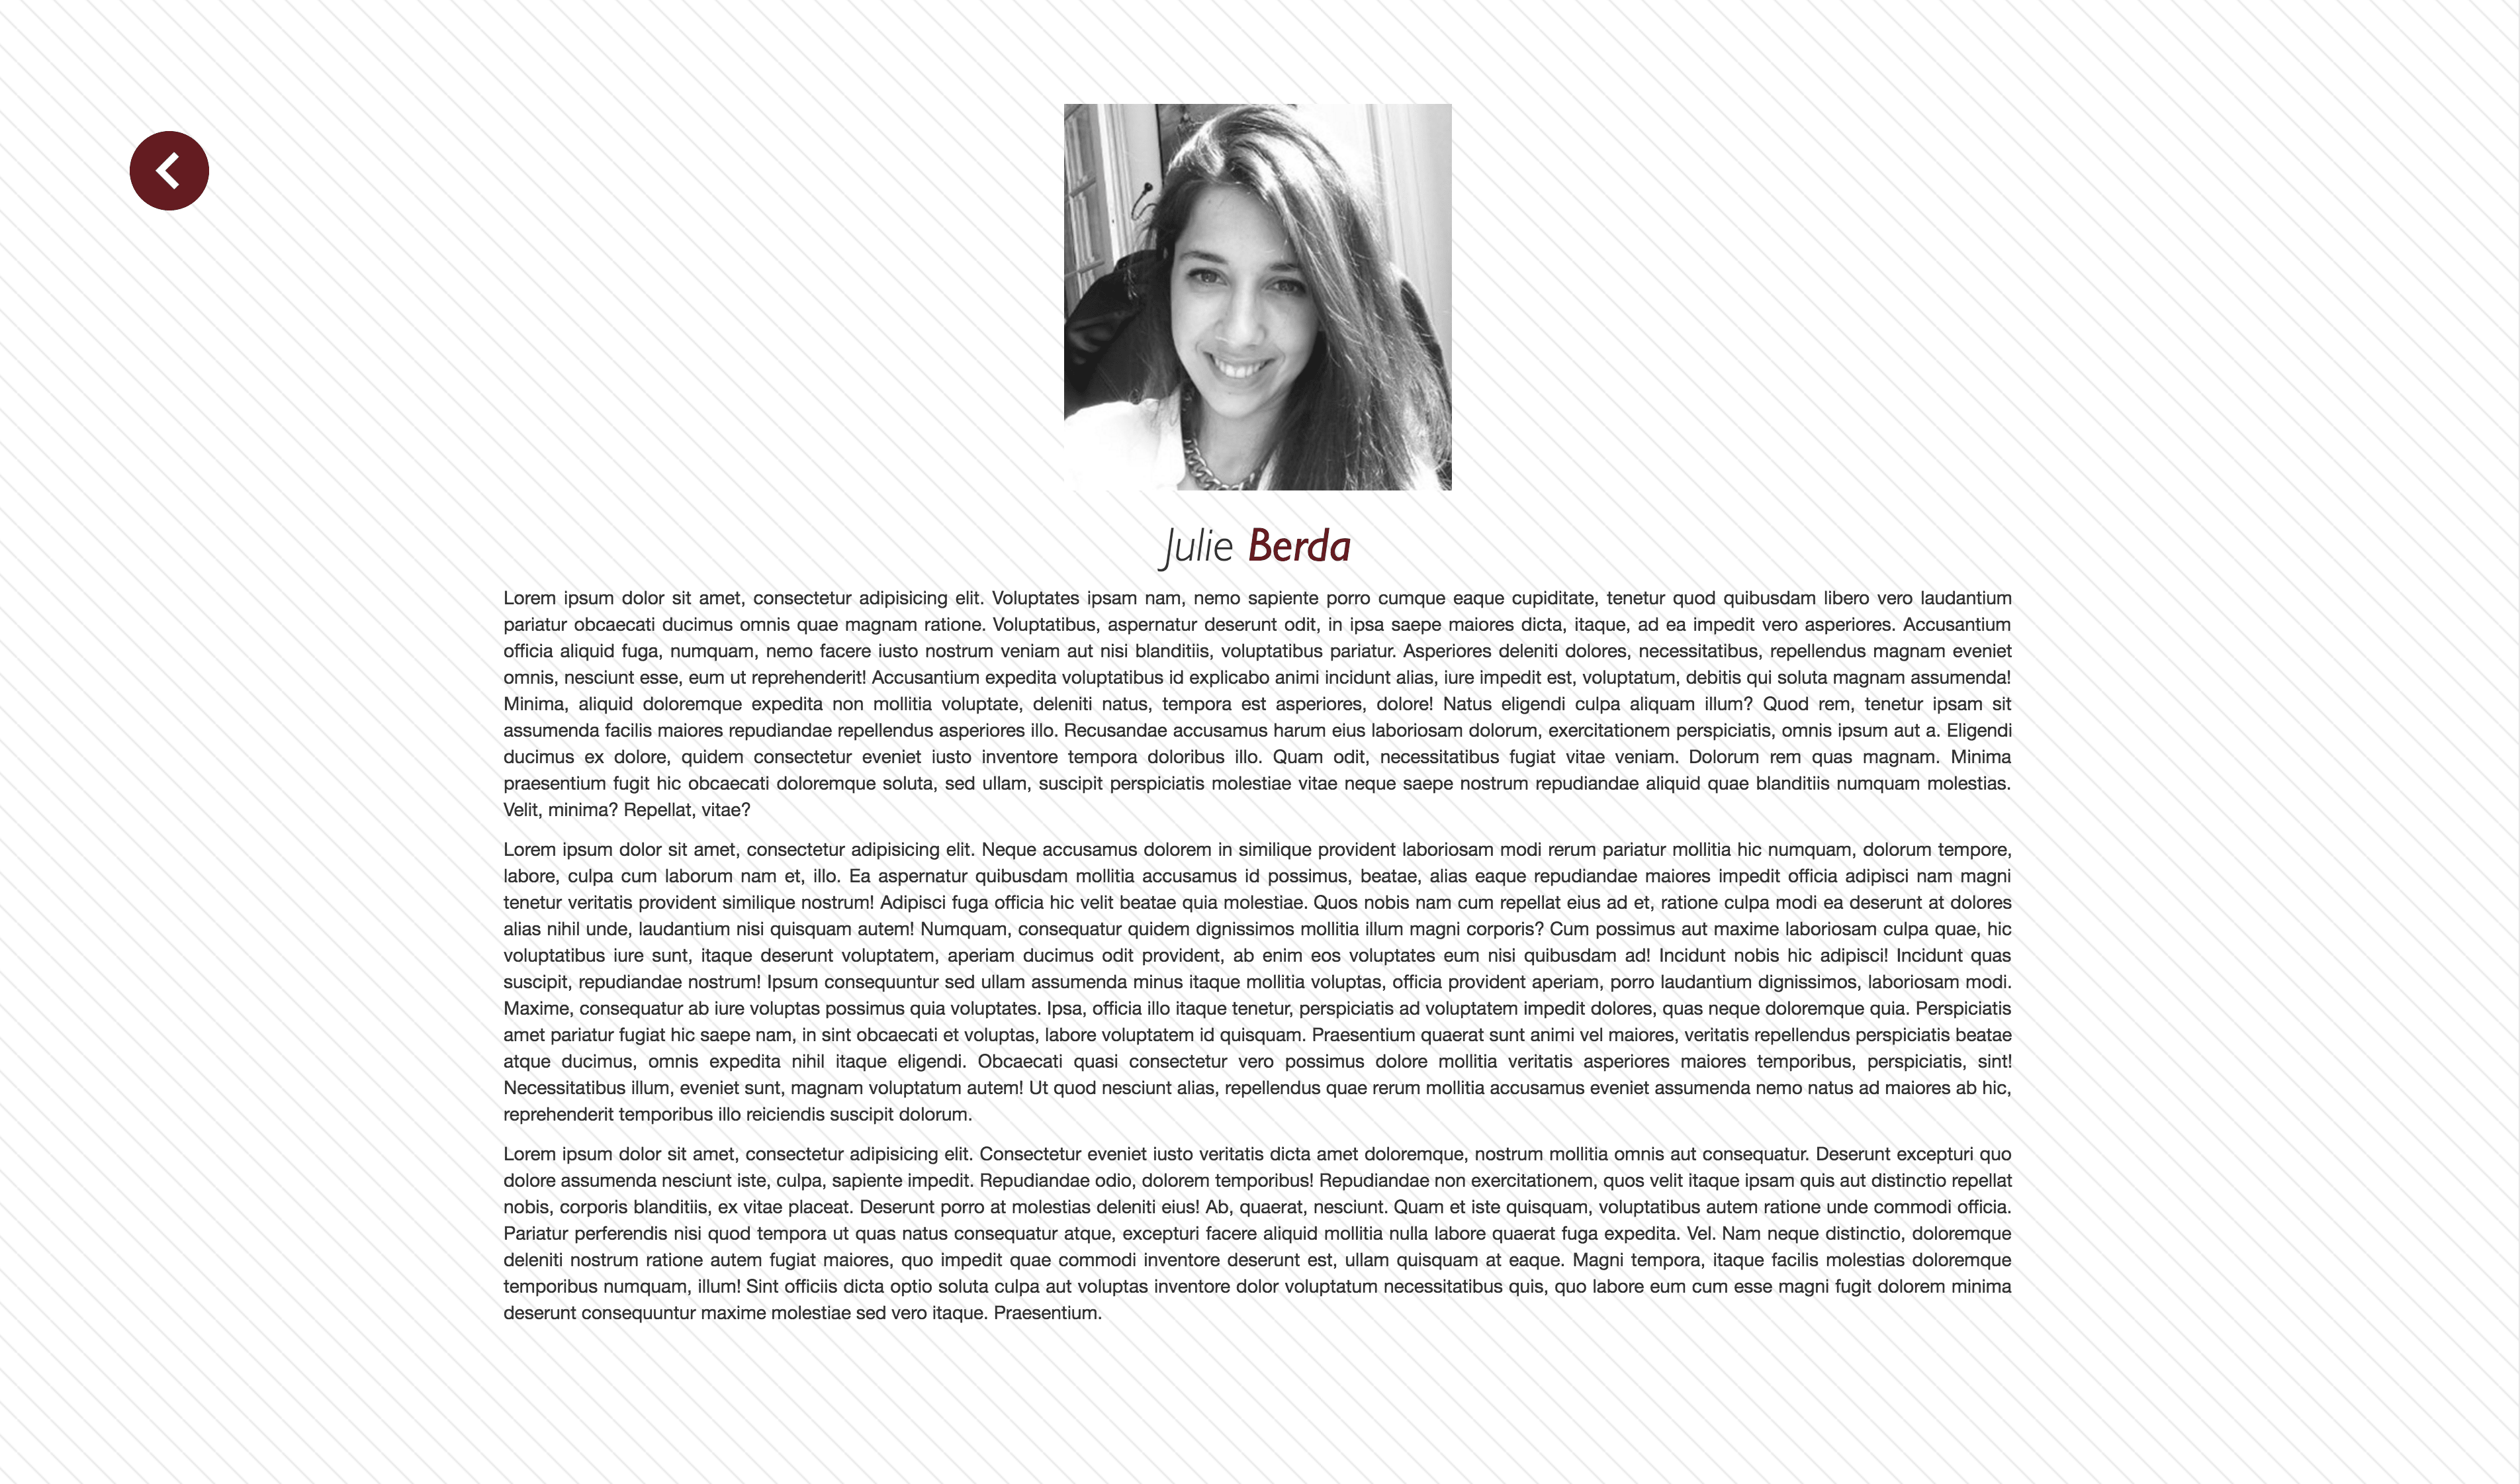 Julie Berda
Lorem ipsum dolor sit amet, consectetur adipisicing elit. Voluptates ipsam nam, nemo sapiente porro cumque eaque cupiditate, tenetur quod quibusdam libero vero laudantium
pariatur obcaecati ducimus omnis quae magnam ratione. Voluptatibus, aspernatur deserunt odit, in ipsa saepe maiores dicta, itaque, ad ea impedit vero asperiores. Accusantium
officia aliquid fuga, numquam, nemo facere iusto nostrum veniam aut nisi blanditiis, voluptatibus pariatur. Asperiores deleniti dolores, necessitatibus, repellendus magnam eveniet
omnis, nesciunt esse, eum ut reprehenderit! Accusantium expedita voluptatibus id explicabo animi incidunt alias, iure impedit est, voluptatum, debitis qui soluta magnam assumenda!
Minima, aliquid doloremque expedita non mollitia voluptate, deleniti natus, tempora est asperiores, dolore! Natus eligendi culpa aliquam illum? Quod rem, tenetur ipsam sit
assumenda facilis maiores repudiandae repellendus asperiores illo. Recusandae accusamus harum eius laboriosam dolorum, exercitationem perspiciatis, omnis ipsum aut a. Eligendi
ducimus ex dolore, quidem consectetur eveniet iusto inventore tempora doloribus illo. Quam odit, necessitatibus fugiat vitae veniam. Dolorum rem quas magnam. Minima
praesentium fugit hic obcaecati doloremque soluta, sed ullam, suscipit perspiciatis molestiae vitae neque saepe nostrum repudiandae aliquid quae blanditiis numquam molestias.
Velit, minima? Repellat, vitae?
Lorem ipsum dolor sit amet, consectetur adipisicing elit. Neque accusamus dolorem in similique provident laboriosam modi rerum pariatur mollitia hic numquam, dolorum tempore,
labore, culpa cum laborum nam et, illo. Ea aspernatur quibusdam mollitia accusamus id possimus, beatae, alias eaque repudiandae maiores impedit officia adipisci nam magni
tenetur veritatis provident similique nostrum! Adipisci fuga officia hic velit beatae quia molestiae. Quos nobis nam cum repellat eius ad et, ratione culpa modi ea deserunt at dolores
alias nihil unde, laudantium nisi quisquam autem! Numquam, consequatur quidem dignissimos mollitia illum magni corporis? Cum possimus aut maxime laboriosam culpa quae, hic
voluptatibus iure sunt, itaque deserunt voluptatem, aperiam ducimus odit provident, ab enim eos voluptates eum nisi quibusdam ad! Incidunt nobis hic adipisci! Incidunt quas
suscipit, repudiandae nostrum! Ipsum consequuntur sed ullam assumenda minus itaque mollitia voluptas, officia provident aperiam, porro laudantium dignissimos, laboriosam modi.
Maxime, consequatur ab iure voluptas possimus quia voluptates. Ipsa, officia illo itaque tenetur, perspiciatis ad voluptatem impedit dolores, quas neque doloremque quia. Perspiciatis
amet pariatur fugiat hic saepe nam, in sint obcaecati et voluptas, labore voluptatem id quisquam. Praesentium quaerat sunt animi vel maiores, veritatis repellendus perspiciatis beatae
atque ducimus, omnis expedita nihil itaque eligendi. Obcaecati quasi consectetur vero possimus dolore mollitia veritatis asperiores maiores temporibus, perspiciatis, sint!
Necessitatibus illum, eveniet sunt, magnam voluptatum autem! Ut quod nesciunt alias, repellendus quae rerum mollitia accusamus eveniet assumenda nemo natus ad maiores ab hic,
reprehenderit temporibus illo reiciendis suscipit dolorum.
Lorem ipsum dolor sit amet, consectetur adipisicing elit. Consectetur eveniet iusto veritatis dicta amet doloremque, nostrum mollitia omnis aut consequatur. Deserunt excepturi quo
dolore assumenda nesciunt iste, culpa, sapiente impedit. Repudiandae odio, dolorem temporibus! Repudiandae non exercitationem, quos velit itaque ipsam quis aut distinctio repellat
nobis, corporis blanditiis, ex vitae placeat. Deserunt porro at molestias deleniti eius! Ab, quaerat, nesciunt. Quam et iste quisquam, voluptatibus autem ratione unde commodi officia.
Pariatur perferendis nisi quod tempora ut quas natus consequatur atque, excepturi facere aliquid mollitia nulla labore quaerat fuga expedita. Vel. Nam neque distinctio, doloremque
deleniti nostrum ratione autem fugiat maiores, quo impedit quae commodi inventore deserunt est, ullam quisquam at eaque. Magni tempora, itaque facilis molestias doloremque
temporibus numquam, illum! Sint officiis dicta optio soluta culpa aut voluptas inventore dolor voluptatum necessitatibus quis, quo labore eum cum esse magni fugit dolorem minima
deserunt consequuntur maxime molestiae sed vero itaque. Praesentium.